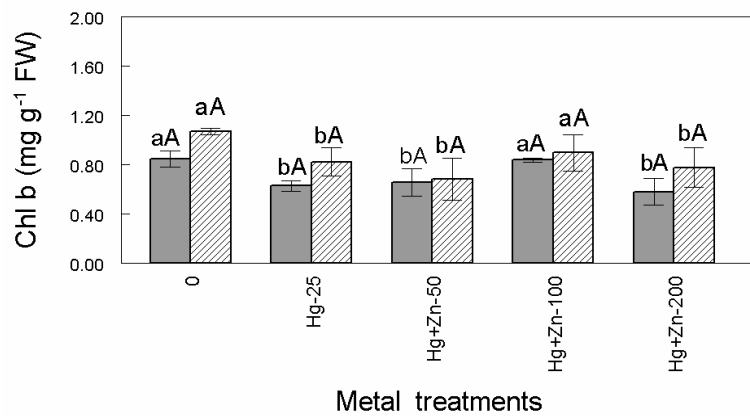 2.00
1.60
1.20
0.80
0.40
0.00
Chl b (mg g⁻¹ FW)
aA aA
bA bA
bA bA
aA aA
bA bA
0
Hg-25
Hg+Zn-50
Hg+Zn-100
Hg+Zn-200
Metal treatments